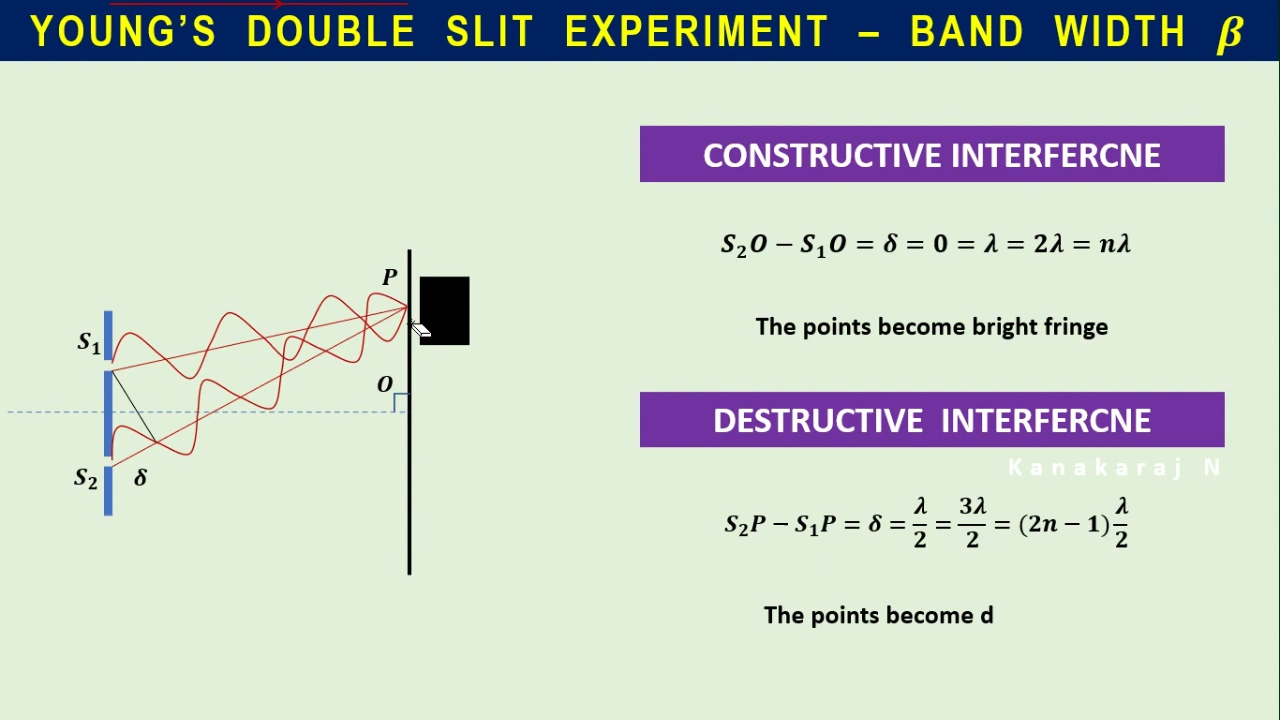 YOUNG'S DOUBLE SLIT EXPERIMENT – BAND WIDTH β
CONSTRUCTIVE INTERFERCNE
S₂O − S₁O = δ = 0 = λ = 2λ = nλ
The points become bright fringe
P
S₁
O
S₂ δ
DESTRUCTIVE INTERFERCNE
Kanakaraj N
S₂P − S₁P = δ = λ/2 = 3λ/2 = (2n − 1) λ/2
The points become d